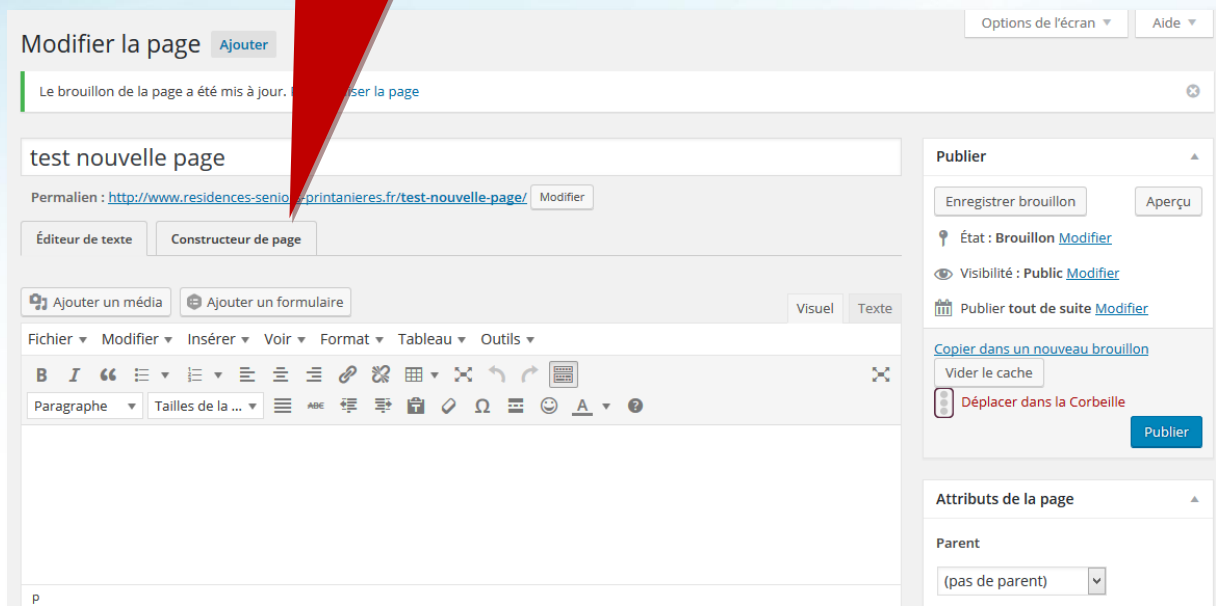 Options de l'écran
Aide
Modifier la page Ajouter
Le brouillon de la page a été mis à jour. la page
test nouvelle page
Permalien : http://www.residences-senio -printanieres.fr/test-nouvelle-page/ Modifier
Éditeur de texte
Constructeur de page
Ajouter un média
Ajouter un formulaire
Visuel
Texte
Fichier Modifier Insérer Voir Format Tableau Outils
B I
Paragraphe Tailles de la ... ABC Ω A
p
Publier
Enregistrer brouillon Aperçu
État : Brouillon Modifier
Visibilité : Public Modifier
Publier tout de suite Modifier
Copier dans un nouveau brouillon
Vider le cache
Déplacer dans la Corbeille
Publier
Attributs de la page
Parent
(pas de parent)